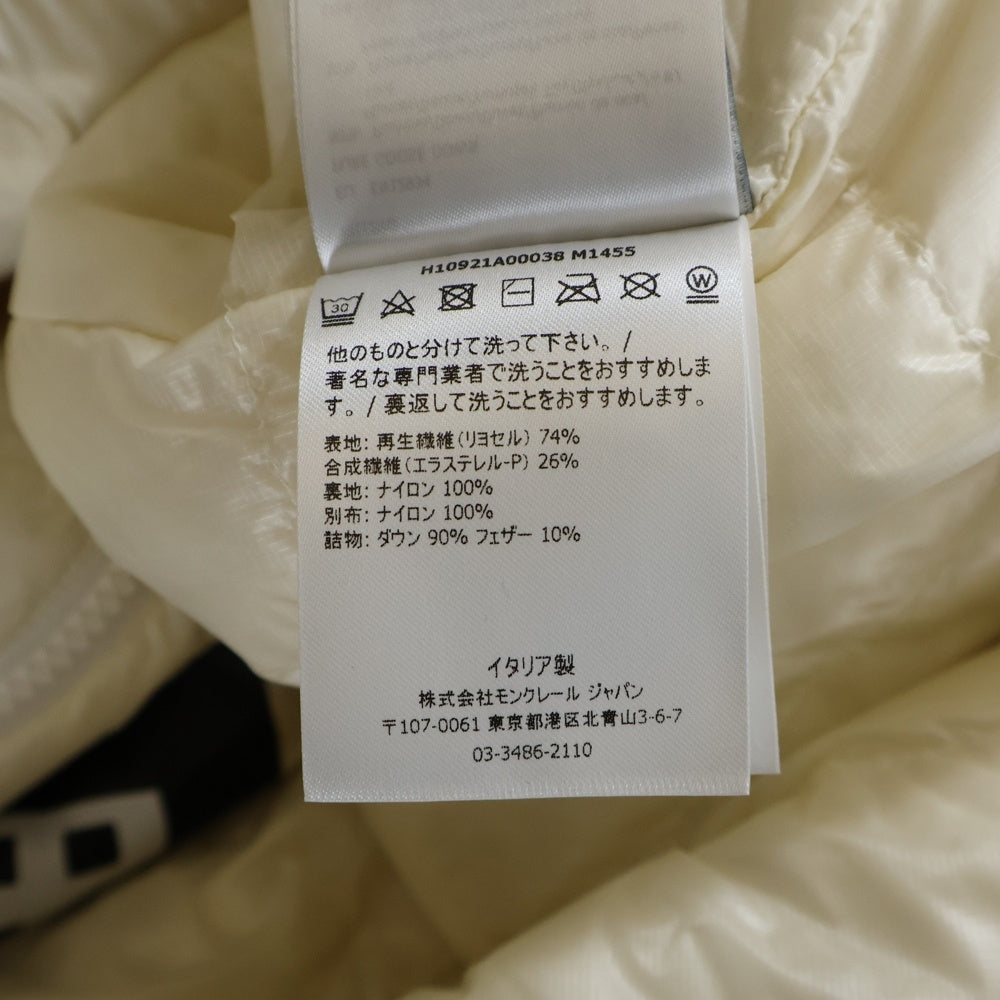 H10921A00038 M1455
30 W
他のものと分けて洗って下さい。/
著名な専門業者で洗うことをおすすめしま
す。/ 裏返して洗うことをおすすめします。
表地: 再生繊維(リヨセル) 74%
合成繊維(エラステレル-P) 26%
裏地: ナイロン 100%
別布: ナイロン 100%
詰物: ダウン 90% フェザー 10%
イタリア製
株式会社モンクレール ジャパン
〒107-0061 東京都港区北青山3-6-7
03-3486-2110